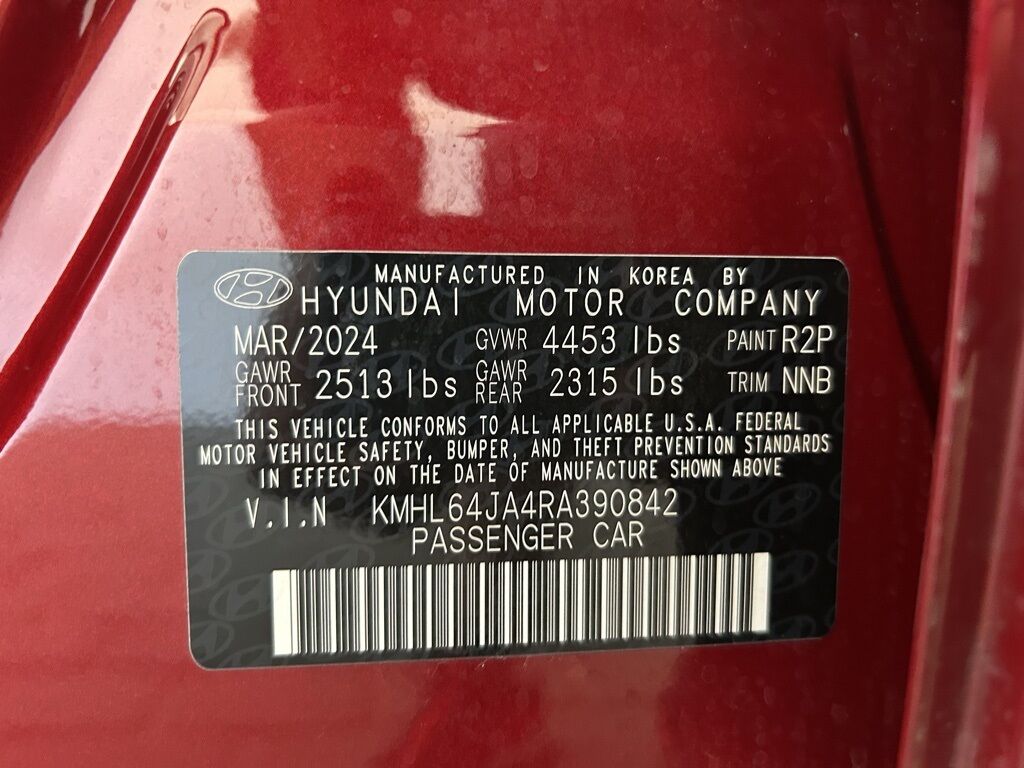 MANUFACTURED IN KOREA BY
HYUNDAI MOTOR COMPANY
MAR/2024 GVWR 4453 lbs PAINT R2P
GAWR FRONT 2513 lbs GAWR REAR 2315 lbs TRIM NNB
THIS VEHICLE CONFORMS TO ALL APPLICABLE U.S.A. FEDERAL
MOTOR VEHICLE SAFETY, BUMPER, AND THEFT PREVENTION STANDARDS
IN EFFECT ON THE DATE OF MANUFACTURE SHOWN ABOVE
V.I.N KMHL64JA4RA390842
PASSENGER CAR